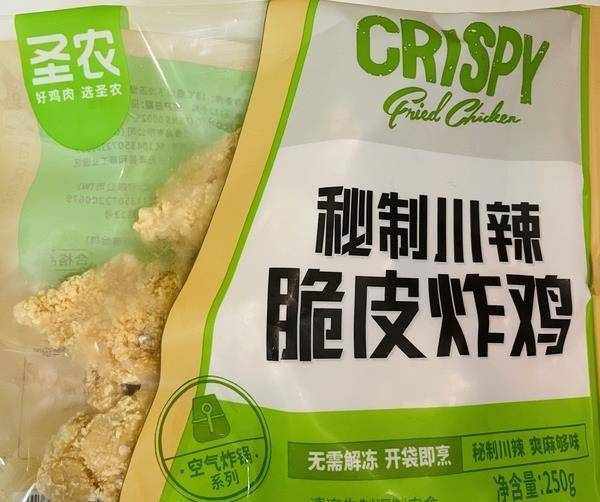 圣农
好鸡肉 选圣农
CRISPY
Fried Chicken
秘制川辣
脆皮炸鸡
空气炸锅
系列
无需解冻 开袋即烹
秘制川辣 爽麻够味
净含量:250g